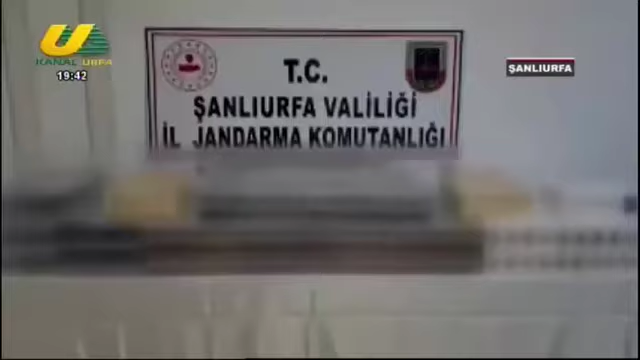 KANAL URFA
19:42
ŞANLIURFA
T.C.
ŞANLIURFA VALİLİĞİ
İL JANDARMA KOMUTANLIĞI